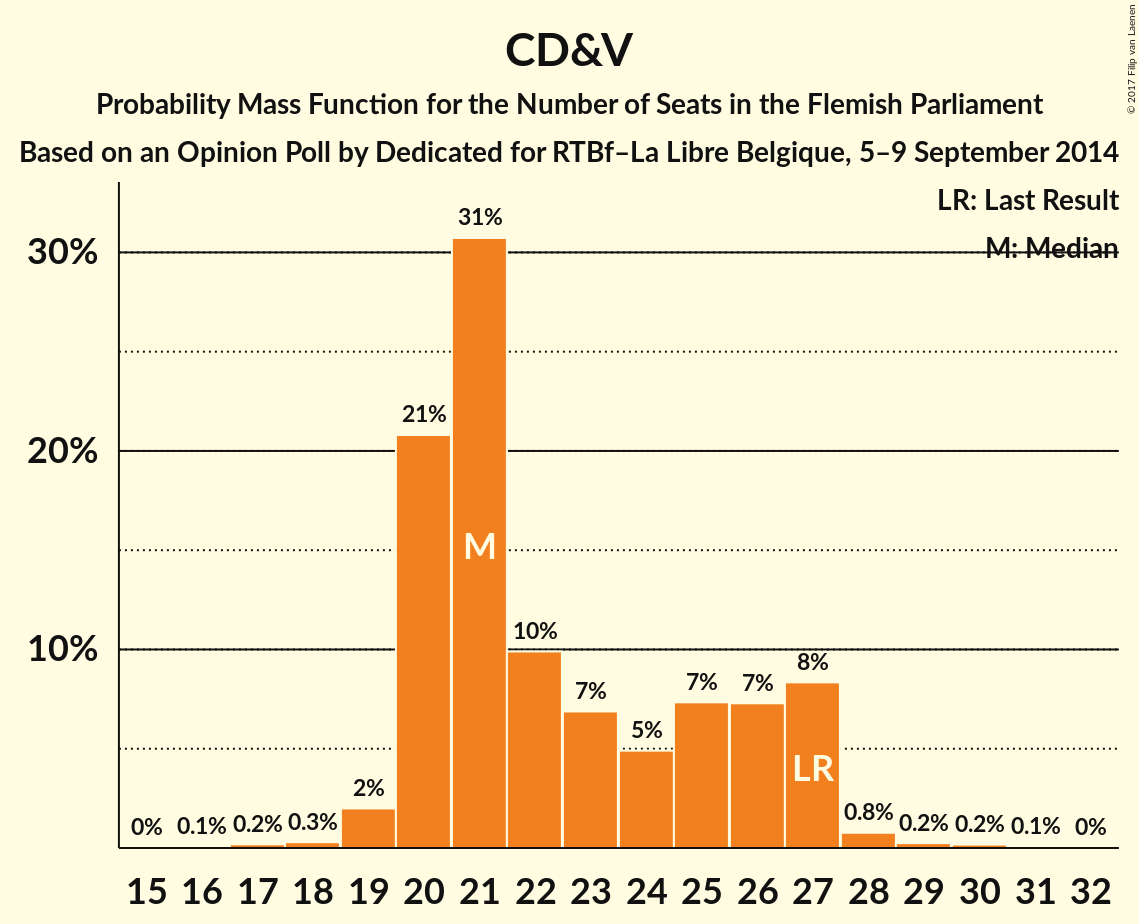 CD&V
Probability Mass Function for the Number of Seats in the Flemish Parliament
Based on an Opinion Poll by Dedicated for RTBf–La Libre Belgique, 5–9 September 2014
© 2017 Filip van Laenen
LR: Last Result
M: Median
30%
20%
10%
0% 0.1% 0.2% 0.3% 2% 21% 31% 10% 7% 5% 7% 7% 8% 0.8% 0.2% 0.2% 0.1% 0%
M
LR
15 16 17 18 19 20 21 22 23 24 25 26 27 28 29 30 31 32